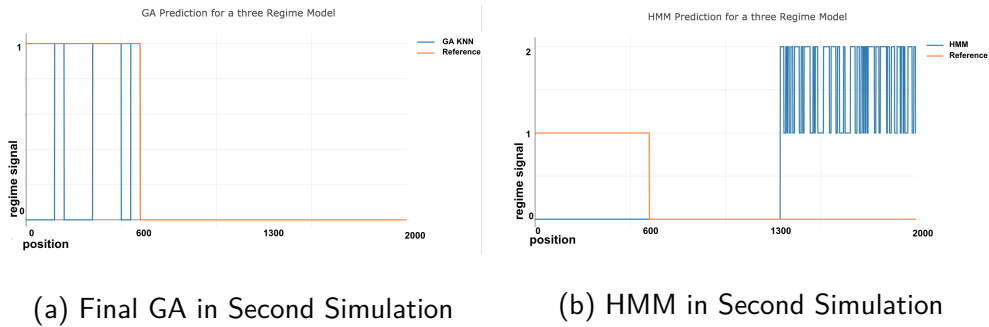 GA Prediction for a three Regime Model
1
0
regime signal
0
600
1300
2000
position
GA KNN
Reference
(a) Final GA in Second Simulation
HMM Prediction for a three Regime Model
2
1
0
regime signal
0
600
1300
2000
position
HMM
Reference
(b) HMM in Second Simulation